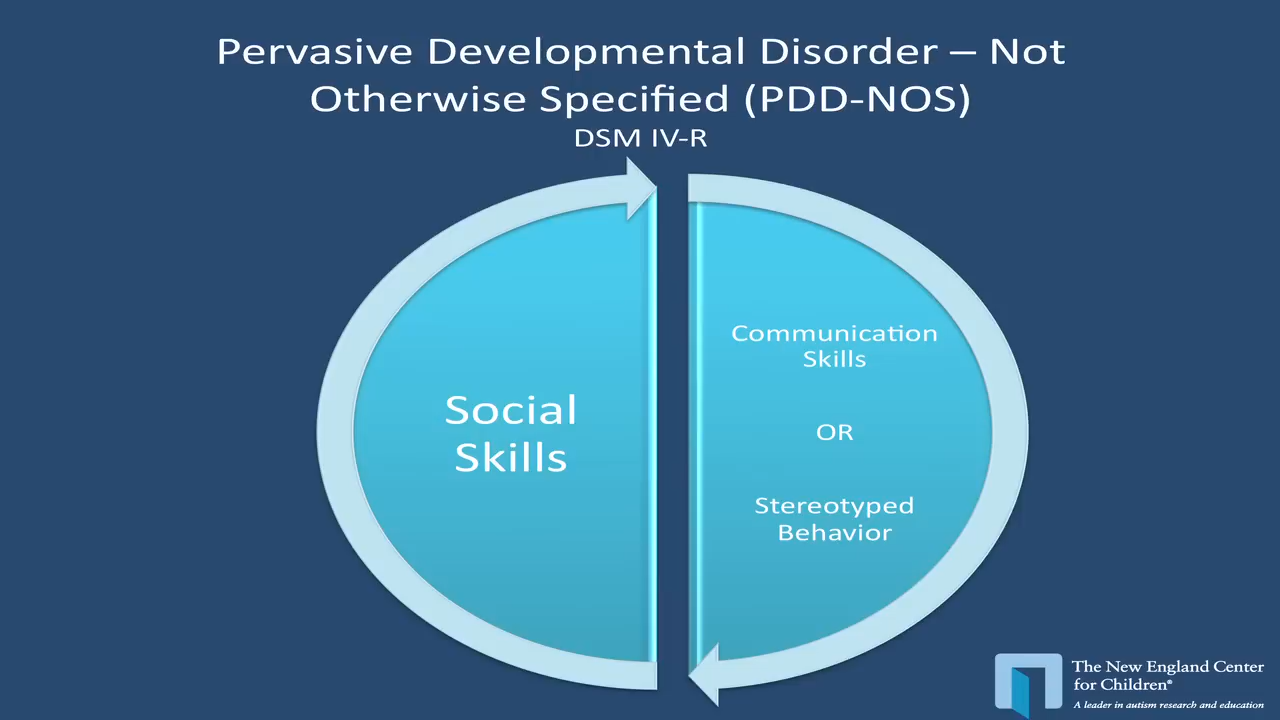 Pervasive Developmental Disorder – Not
Otherwise Specified (PDD-NOS)
DSM IV-R
Social
Skills
Communication
Skills
OR
Stereotyped
Behavior
The New England Center
for Children®
A leader in autism research and education